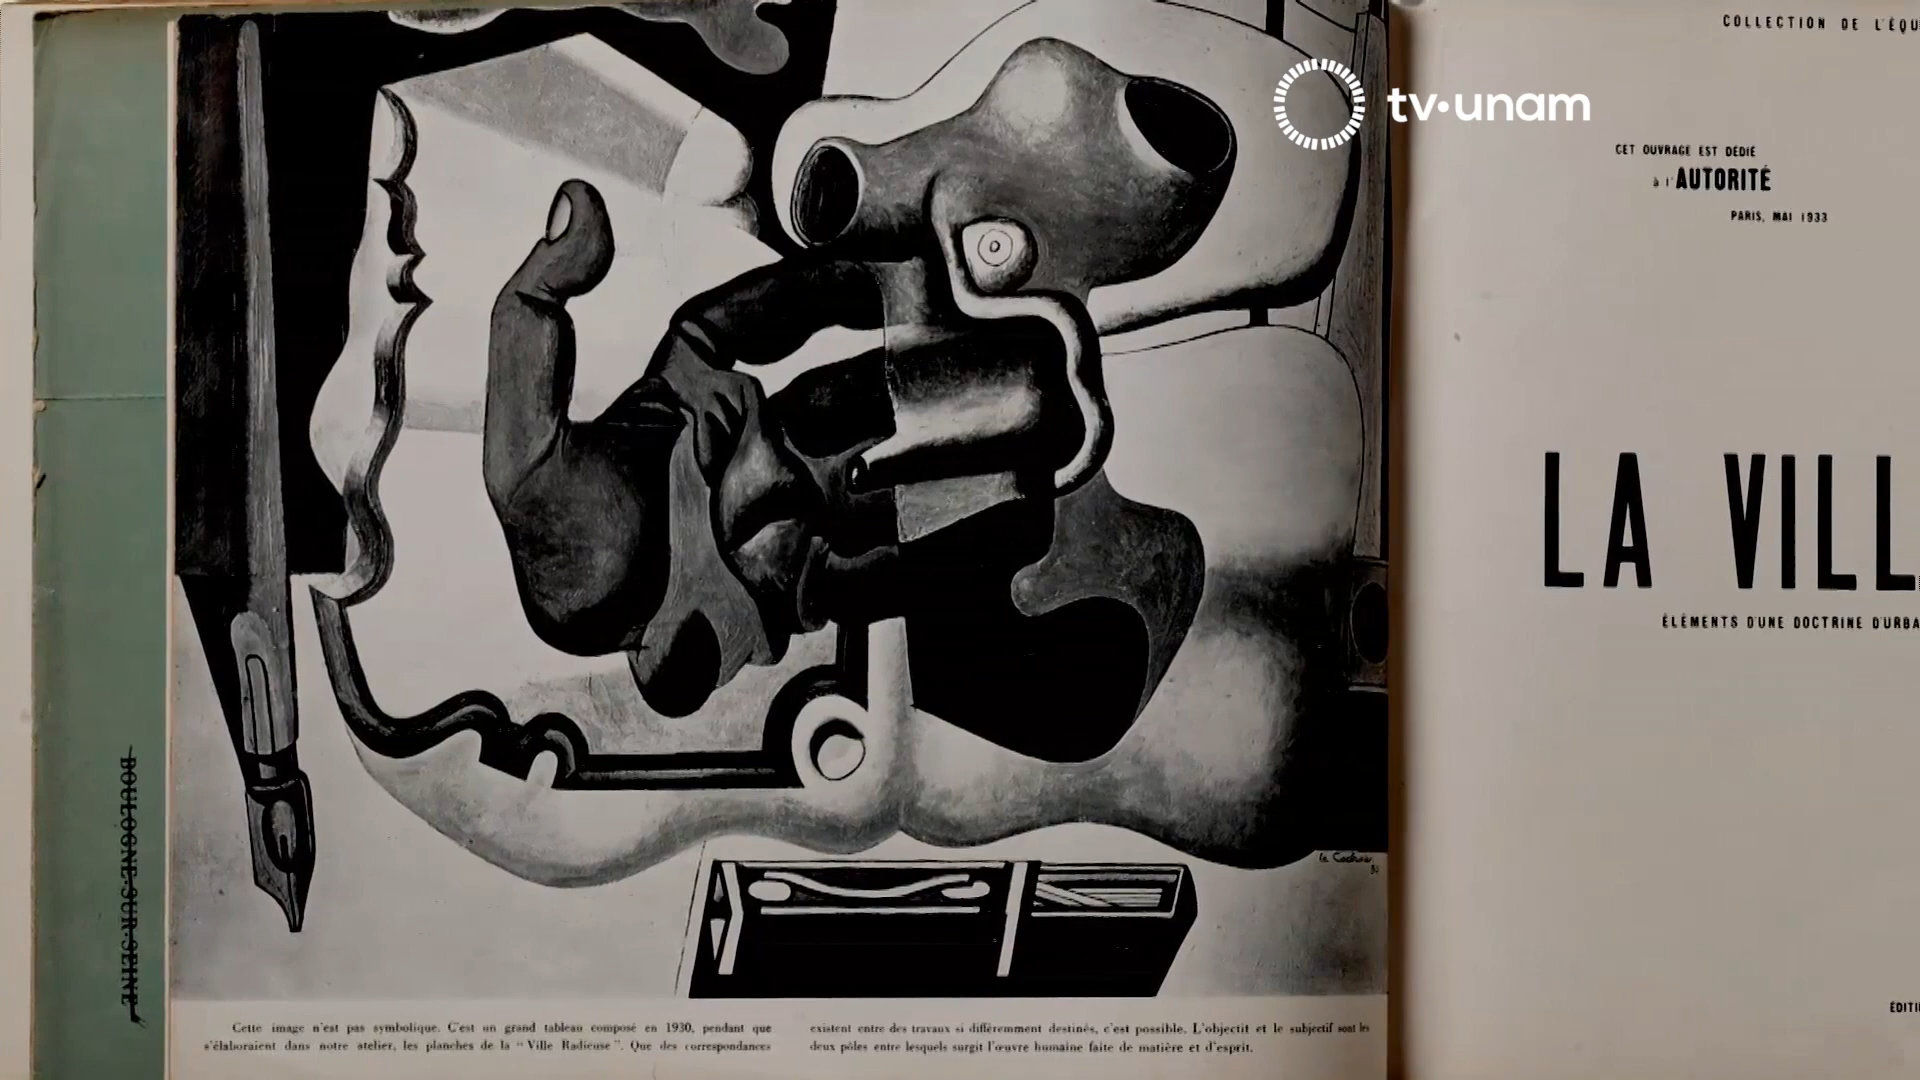 BOULOGNE-SUR-SEINE
Cette image n'est pas symbolique. C'est un grand tableau composé en 1930, pendant que
s'élaboraient dans notre atelier, les planches de la "Ville Radieuse". Que des correspondances
existent entre des travaux si différemment destinés, c'est possible. L'objectif et le subjectif sont les
deux pôles entre lesquels surgit l'œuvre humaine faite de matière et d'esprit.
tv•unam
COLLECTION DE L'ÉQU
CET OUVRAGE EST DÉDIÉ
à l'AUTORITÉ
PARIS, MAI 1933
LA VILL
ÉLÉMENTS D'UNE DOCTRINE D'URBA
ÉDITI